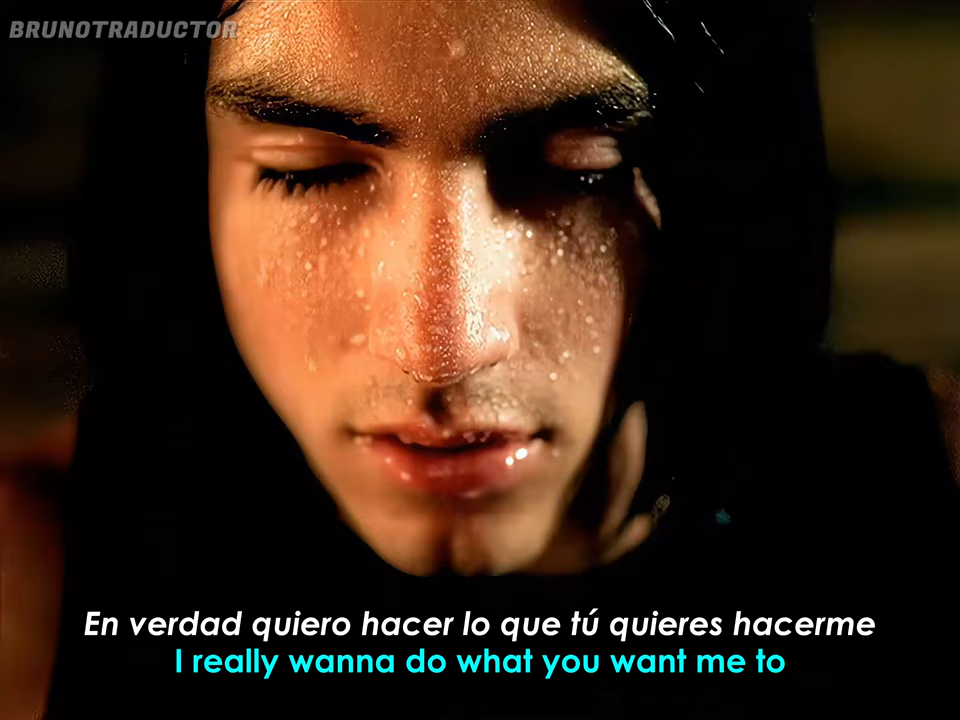 BRUNOTRADUCTOR
En verdad quiero hacer lo que tú quieres hacerme
I really wanna do what you want me to